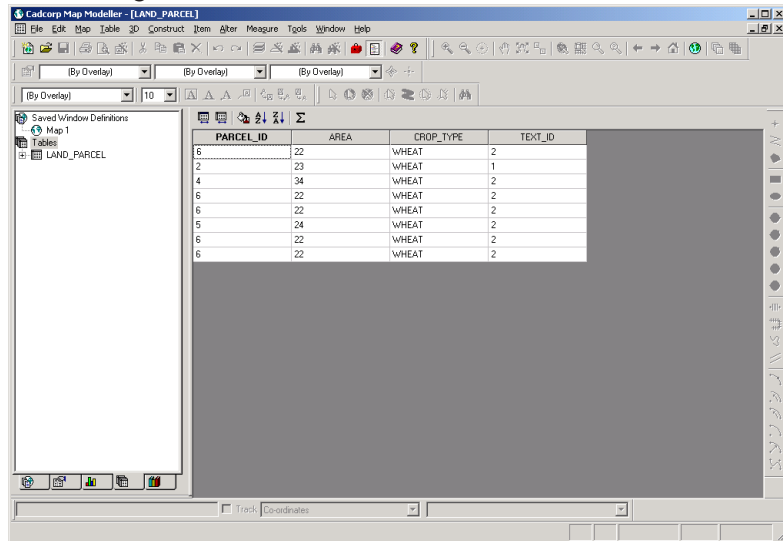 Cadcorp Map Modeller - [LAND_PARCEL]
File Edit Map Table 3D Construct Item Alter Measure Tools Window Help
(By Overlay) (By Overlay) (By Overlay)
(By Overlay) 10
Saved Window Definitions
Map 1
Tables
LAND_PARCEL
PARCEL_ID AREA CROP_TYPE TEXT_ID
6 22 WHEAT 2
2 23 WHEAT 1
4 34 WHEAT 2
6 22 WHEAT 2
6 22 WHEAT 2
5 24 WHEAT 2
6 22 WHEAT 2
6 22 WHEAT 2
Track Co-ordinates